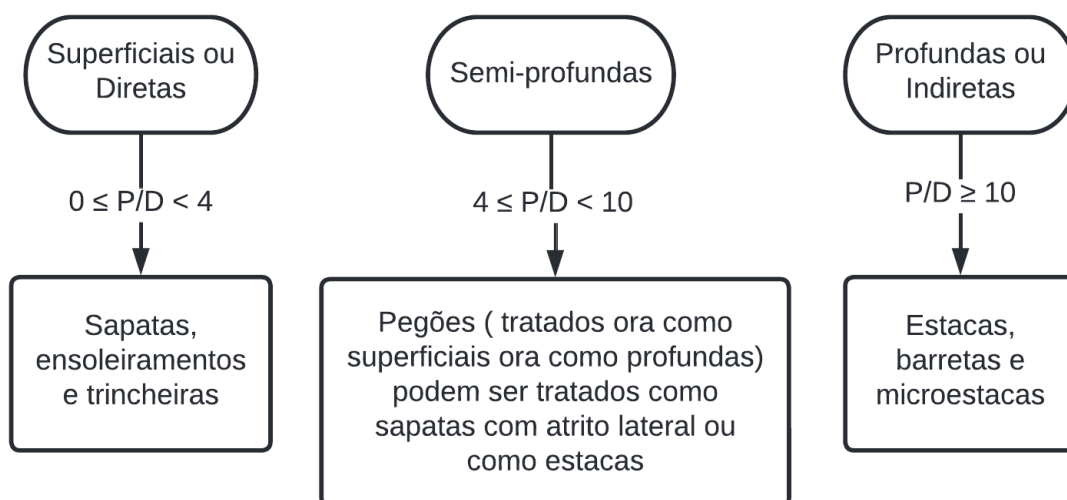 Superficiais ou
Diretas
0 ≤ P/D < 4
Sapatas,
ensoleiramentos
e trincheiras
Semi-profundas
4 ≤ P/D < 10
Pegões ( tratados ora como
superficiais ora como profundas)
podem ser tratados como
sapatas com atrito lateral ou
como estacas
Profundas ou
Indiretas
P/D ≥ 10
Estacas,
barretas e
microestacas